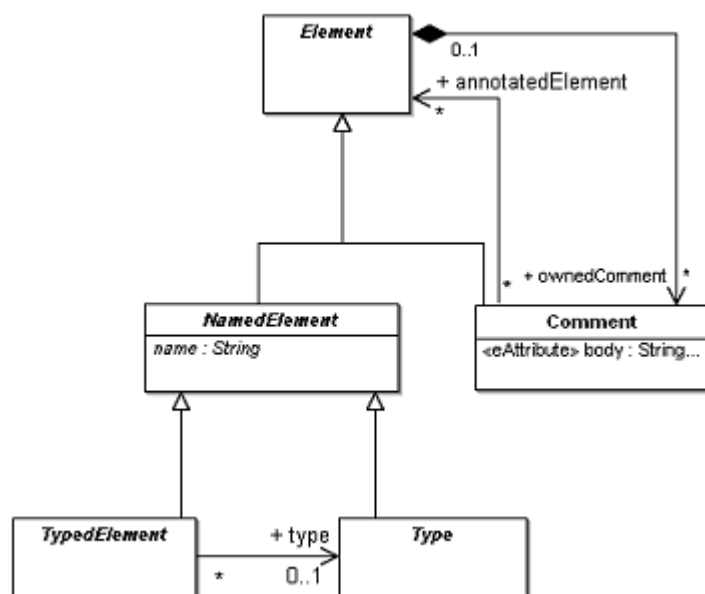 Element
0..1
+ annotatedElement
*
* + ownedComment *
NamedElement
name : String
Comment
«eAttribute» body : String...
TypedElement
+ type
* 0..1
Type